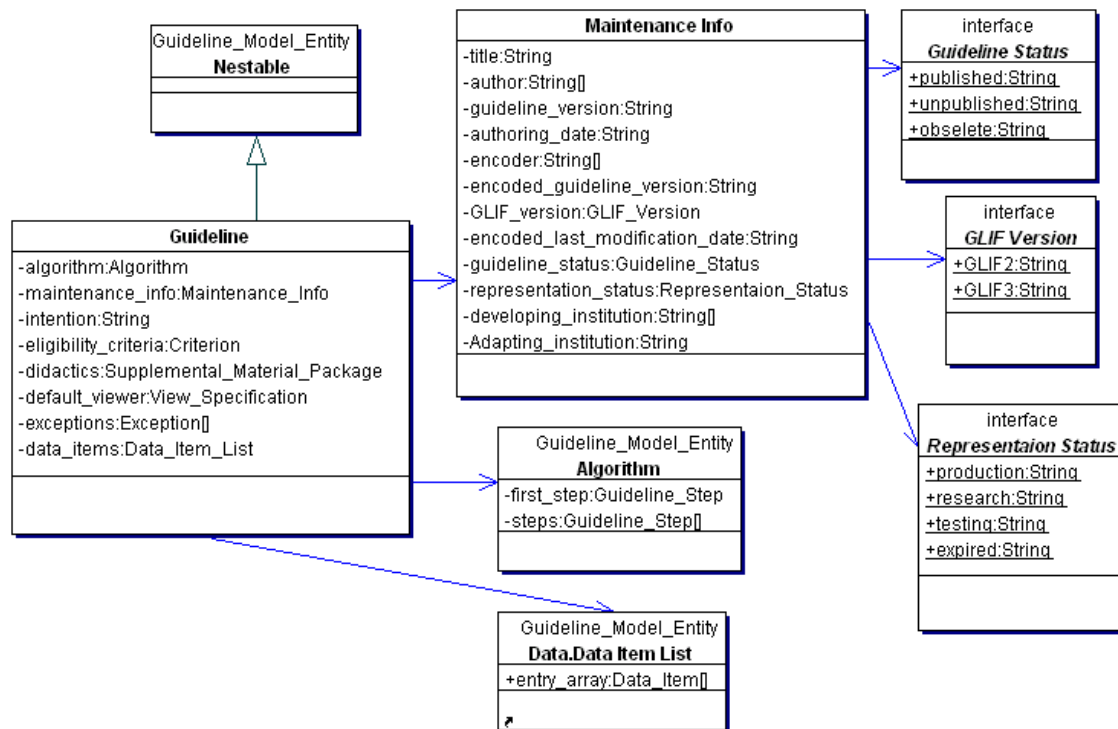 Guideline_Model_Entity
Nestable
Guideline
-algorithm:Algorithm
-maintenance_info:Maintenance_Info
-intention:String
-eligibility_criteria:Criterion
-didactics:Supplemental_Material_Package
-default_viewer:View_Specification
-exceptions:Exception[]
-data_items:Data_Item_List
Maintenance Info
-title:String
-author:String[]
-guideline_version:String
-authoring_date:String
-encoder:String[]
-encoded_guideline_version:String
-GLIF_version:GLIF_Version
-encoded_last_modification_date:String
-guideline_status:Guideline_Status
-representation_status:Representaion_Status
-developing_institution:String[]
-Adapting_institution:String
interface
Guideline Status
+published:String
+unpublished:String
+obselete:String
interface
GLIF Version
+GLIF2:String
+GLIF3:String
interface
Representaion Status
+production:String
+research:String
+testing:String
+expired:String
Guideline_Model_Entity
Algorithm
-first_step:Guideline_Step
-steps:Guideline_Step[]
Guideline_Model_Entity
Data.Data Item List
+entry_array:Data_Item[]